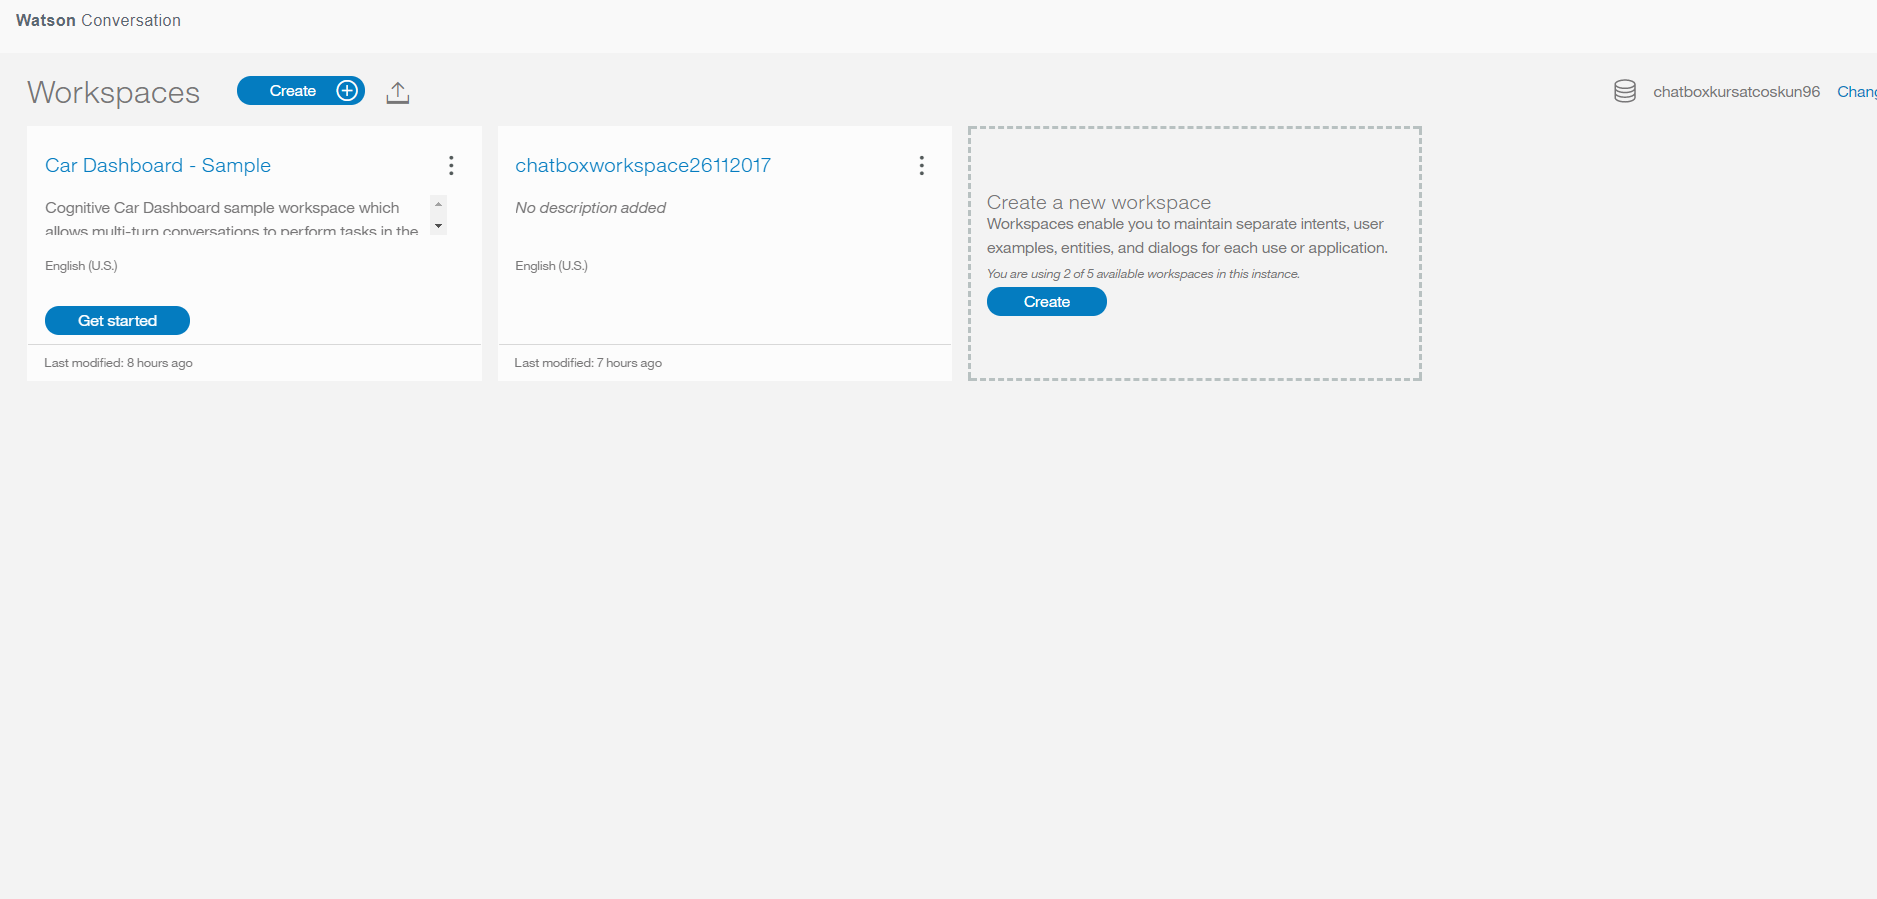 Watson Conversation
Workspaces
Create
chatboxkursatcoskun96
Car Dashboard - Sample
Cognitive Car Dashboard sample workspace which
allows multi-turn conversations to perform tasks in the
English (U.S.)
Get started
Last modified: 8 hours ago
chatboxworkspace26112017
No description added
English (U.S.)
Last modified: 7 hours ago
Create a new workspace
Workspaces enable you to maintain separate intents, user
examples, entities, and dialogs for each use or application.
You are using 2 of 5 available workspaces in this instance.
Create